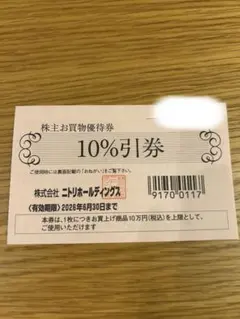 株主お買物優待券
10%引券
ご使用時には裏面記載の「おねがい」をご覧下さい。
株式会社 ニトリホールディングス
〈有効期限〉2026年6月30日まで
9170 0117
本券は、1枚につきお買上げ商品10万円(税込)を上限として、
ご使用いただけます